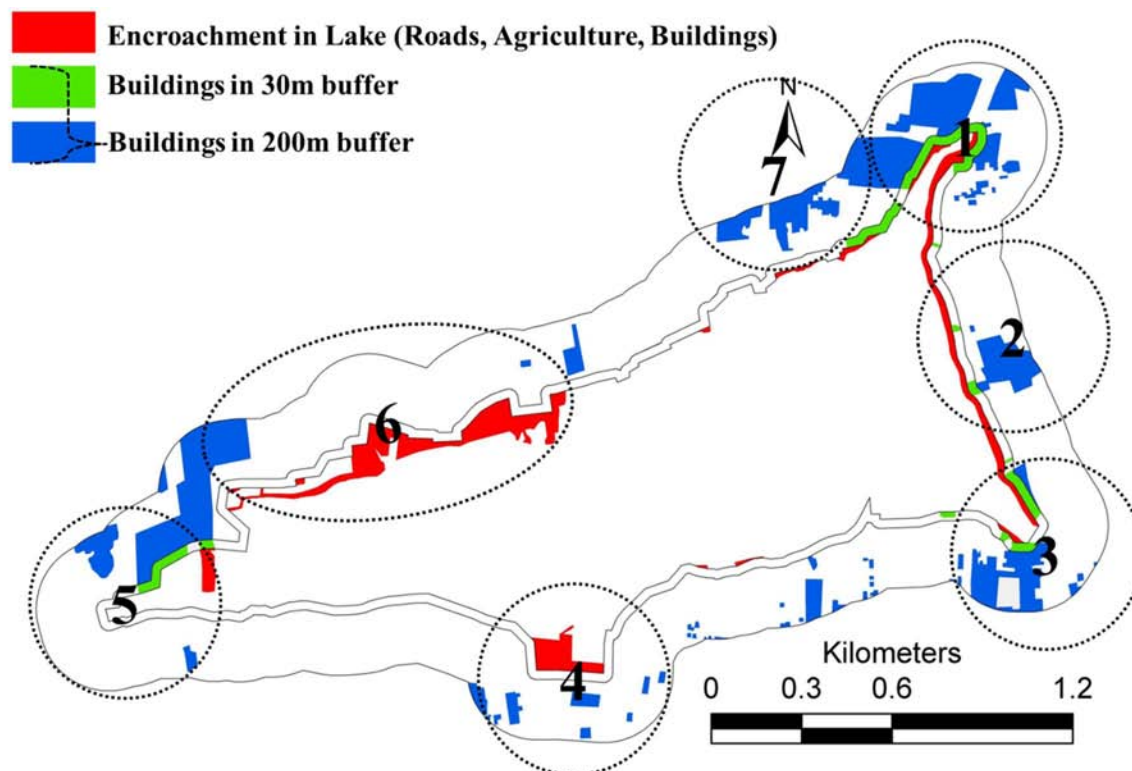 Encroachment in Lake (Roads, Agriculture, Buildings)
Buildings in 30m buffer
Buildings in 200m buffer
N
1
7
2
6
3
5
4
Kilometers
0 0.3 0.6 1.2